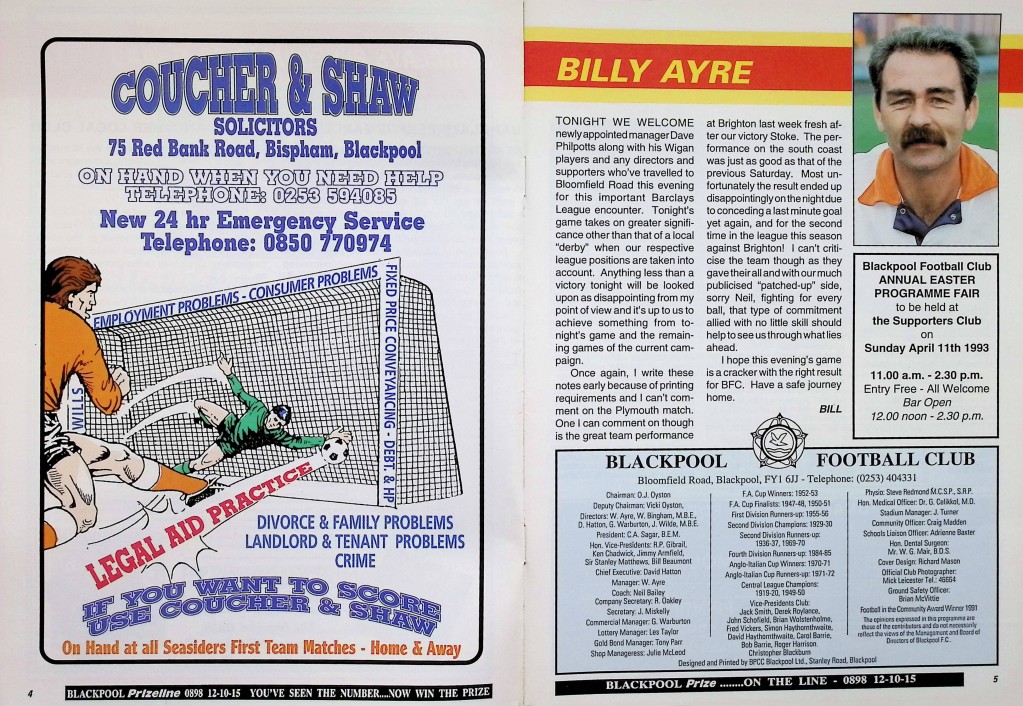 COUCHER & SHAW
SOLICITORS
75 Red Bank Road, Bispham, Blackpool
ON HAND WHEN YOU NEED HELP
TELEPHONE: 0253 594085
New 24 hr Emergency Service
Telephone: 0850 770974
EMPLOYMENT PROBLEMS - CONSUMER PROBLEMS
FIXED PRICE CONVEYANCING - DEBT. & HP
WILLS
LEGAL AID PRACTICE
DIVORCE & FAMILY PROBLEMS
LANDLORD & TENANT PROBLEMS
CRIME
IF YOU WANT TO SCORE
USE COUCHER & SHAW
On Hand at all Seasiders First Team Matches - Home & Away
4
BLACKPOOL Prizeline 0898 12-10-15 YOU'VE SEEN THE NUMBER....NOW WIN THE PRIZE
BILLY AYRE
TONIGHT WE WELCOME
newly appointed manager Dave
Philpotts along with his Wigan
players and any directors and
supporters who've travelled to
Bloomfield Road this evening
for this important Barclays
League encounter. Tonight's
game takes on greater signifi-
cance other than that of a local
"derby" when our respective
league positions are taken into
account. Anything less than a
victory tonight will be looked
upon as disappointing from my
point of view and it's up to us to
achieve something from to-
night's game and the remain-
ing games of the current cam-
paign.
Once again, I write these
notes early because of printing
requirements and I can't com-
ment on the Plymouth match.
One I can comment on though
is the great team performance
at Brighton last week fresh af-
ter our victory Stoke. The per-
formance on the south coast
was just as good as that of the
previous Saturday. Most un-
fortunately the result ended up
disappointingly on the night due
to conceding a last minute goal
yet again, and for the second
time in the league this season
against Brighton! I can't criti-
cise the team though as they
gave their all and with our much
publicised "patched-up" side,
sorry Neil, fighting for every
ball, that type of commitment
allied with no little skill should
help to see us through what lies
ahead.
I hope this evening's game
is a cracker with the right result
for BFC. Have a safe journey
home.
BILL
Blackpool Football Club
ANNUAL EASTER
PROGRAMME FAIR
to be held at
the Supporters Club
on
Sunday April 11th 1993
11.00 a.m. - 2.30 p.m.
Entry Free - All Welcome
Bar Open
12.00 noon - 2.30 p.m.
BLACKPOOL FOOTBALL CLUB
Bloomfield Road, Blackpool, FY1 6JJ - Telephone: (0253) 404331
Chairman: O.J. Oyston
Deputy Chairman: Vicki Oyston,
Directors: W. Ayre, W. Bingham, M.B.E.,
D. Hatton, G. Warburton, J. Wilde, M.B.E.
President: C.A. Sagar, B.E.M.
Hon. Vice-Presidents: R.P. Gibrail,
Ken Chadwick, Jimmy Armfield,
Sir Stanley Matthews, Bill Beaumont
Chief Executive: David Hatton
Manager: W. Ayre
Coach: Neil Bailey
Company Secretary: R. Oakley
Secretary: J. Miskelly
Commercial Manager: G. Warburton
Lottery Manager: Les Taylor
Gold Bond Manager: Tony Parr
Shop Manageress: Julie McLeod
F.A. Cup Winners: 1952-53
F.A. Cup Finalists: 1947-48, 1950-51
First Division Runners-up: 1955-56
Second Division Champions: 1929-30
Second Division Runners-up:
1936-37, 1969-70
Fourth Division Runners-up: 1984-85
Anglo-Italian Cup Winners: 1970-71
Anglo-Italian Cup Runners-up: 1971-72
Central League Champions:
1919-20, 1949-50
Vice-Presidents Club:
Jack Smith, Derek Roylance,
John Schofield, Brian Wolstenholme,
Fred Vickers, Simon Haythornthwaite,
David Haythornthwaite, Carol Barrie,
Bob Barrie, Roger Harrison,
Christopher Blackburn
Physio: Steve Redmond M.C.S.P., S.R.P.
Hon. Medical Officer: Dr. G. Celikkol, M.D.
Stadium Manager: J. Turner
Community Officer: Craig Madden
Schools Liaison Officer: Adrienne Baxter
Hon. Dental Surgeon:
Mr. W. G. Mair, B.D.S.
Cover Design: Richard Mason
Official Club Photographer:
Mick Leicester Tel.: 46664
Ground Safety Officer:
Brian McVittie
Football in the Community Award Winner 1991
The opinions expressed in this programme are
those of the contributors and do not necessarily
reflect the views of the Management and Board of
Directors of Blackpool F.C.
Designed and Printed by BPCC Blackpool Ltd., Stanley Road, Blackpool
BLACKPOOL Prize ........ON THE LINE - 0898 12-10-15
5